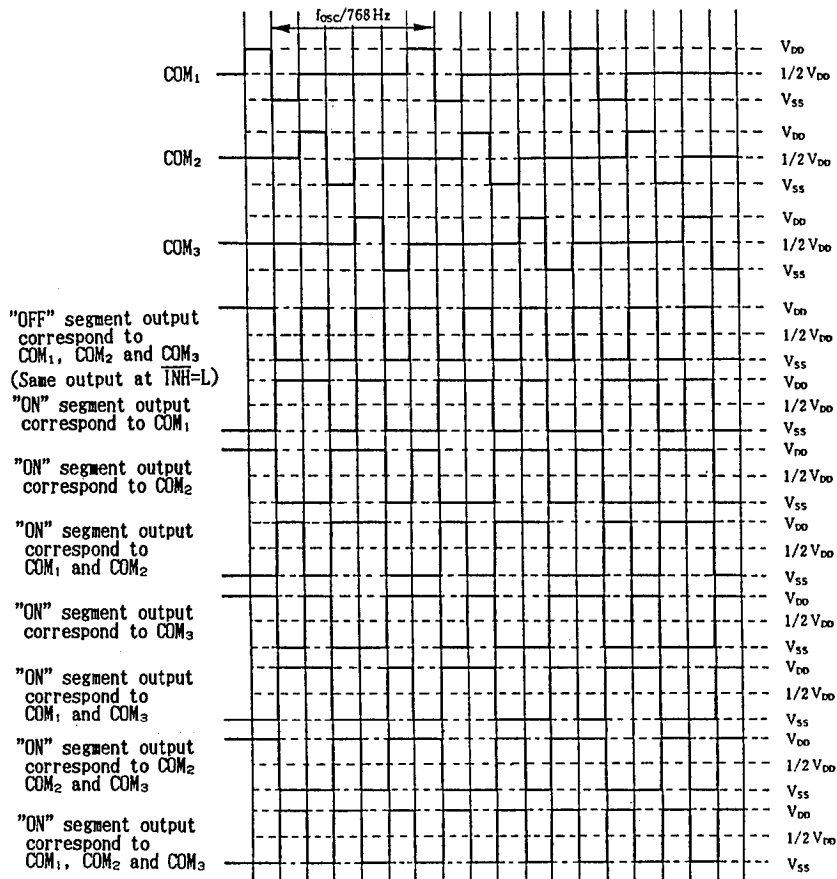 fosc/768 Hz
VDD
COM₁ 1/2 VDD
VSS
VDD
COM₂ 1/2 VDD
VSS
VDD
COM₃ 1/2 VDD
VSS
"OFF" segment output VDD
correspond to 1/2 VDD
COM₁, COM₂ and COM₃ VSS
(Same output at I̅N̅H̅=L) VDD
"ON" segment output 1/2 VDD
correspond to COM₁ VSS
VDD
"ON" segment output 1/2 VDD
correspond to COM₂ VSS
"ON" segment output VDD
correspond to 1/2 VDD
COM₁ and COM₂ VSS
"ON" segment output VDD
correspond to COM₃ 1/2 VDD
VSS
"ON" segment output VDD
correspond to 1/2 VDD
COM₁ and COM₃ VSS
"ON" segment output VDD
correspond to COM₂ 1/2 VDD
COM₂ and COM₃ VSS
"ON" segment output VDD
correspond to 1/2 VDD
COM₁, COM₂ and COM₃ VSS